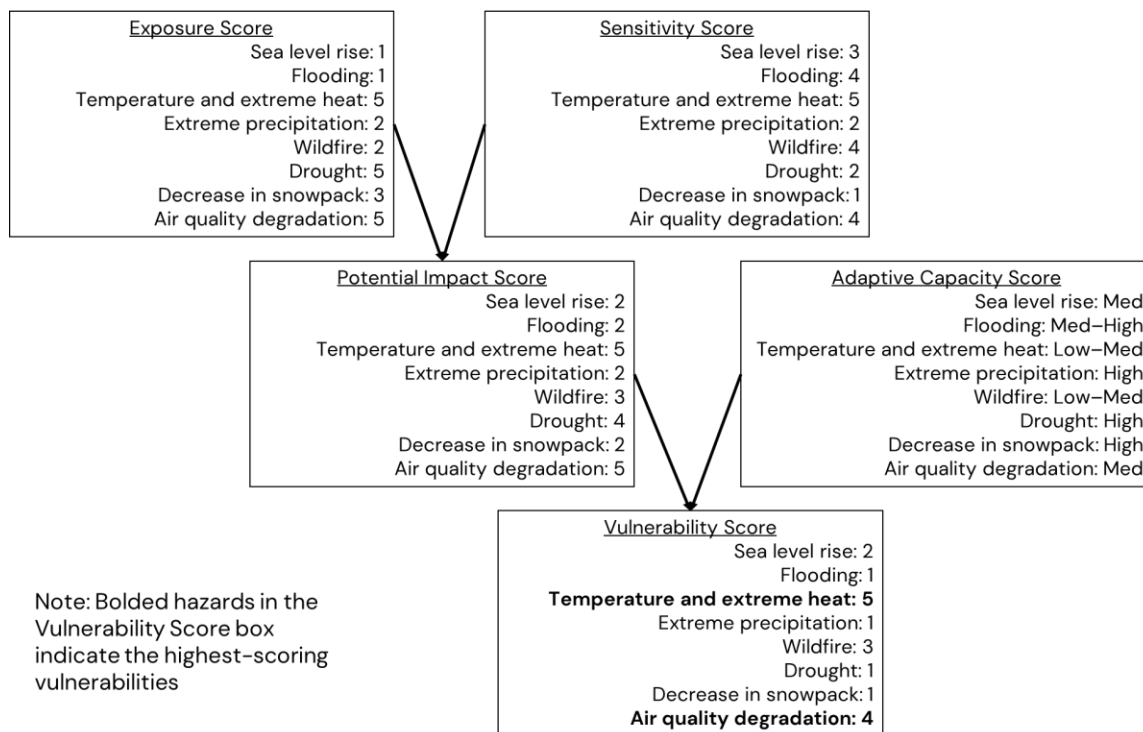 Exposure Score
Sea level rise: 1
Flooding: 1
Temperature and extreme heat: 5
Extreme precipitation: 2
Wildfire: 2
Drought: 5
Decrease in snowpack: 3
Air quality degradation: 5
Sensitivity Score
Sea level rise: 3
Flooding: 4
Temperature and extreme heat: 5
Extreme precipitation: 2
Wildfire: 4
Drought: 2
Decrease in snowpack: 1
Air quality degradation: 4
Potential Impact Score
Sea level rise: 2
Flooding: 2
Temperature and extreme heat: 5
Extreme precipitation: 2
Wildfire: 3
Drought: 4
Decrease in snowpack: 2
Air quality degradation: 5
Adaptive Capacity Score
Sea level rise: Med
Flooding: Med–High
Temperature and extreme heat: Low–Med
Extreme precipitation: High
Wildfire: Low–Med
Drought: High
Decrease in snowpack: High
Air quality degradation: Med
Vulnerability Score
Sea level rise: 2
Flooding: 1
Temperature and extreme heat: 5
Extreme precipitation: 1
Wildfire: 3
Drought: 1
Decrease in snowpack: 1
Air quality degradation: 4
Note: Bolded hazards in the
Vulnerability Score box
indicate the highest-scoring
vulnerabilities